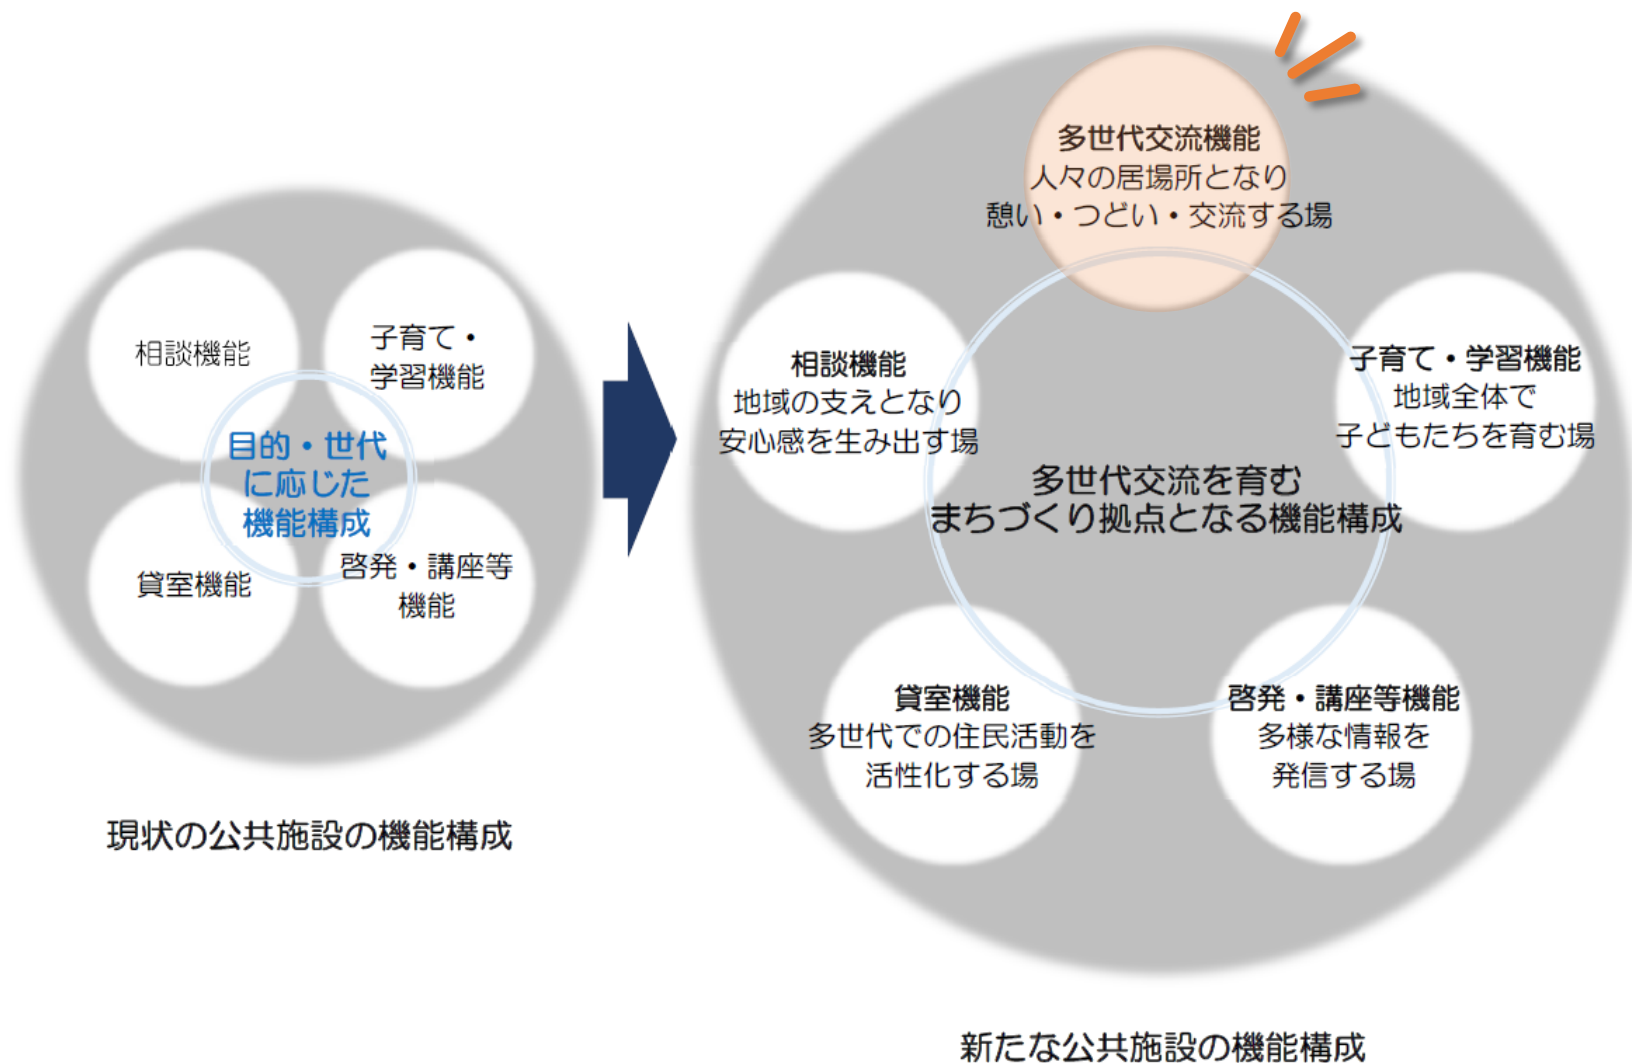 相談機能
子育て・
学習機能
目的・世代
に応じた
機能構成
貸室機能
啓発・講座等
機能
現状の公共施設の機能構成
多世代交流機能
人々の居場所となり
憩い・つどい・交流する場
相談機能
地域の支えとなり
安心感を生み出す場
子育て・学習機能
地域全体で
子どもたちを育む場
多世代交流を育む
まちづくり拠点となる機能構成
貸室機能
多世代での住民活動を
活性化する場
啓発・講座等機能
多様な情報を
発信する場
新たな公共施設の機能構成